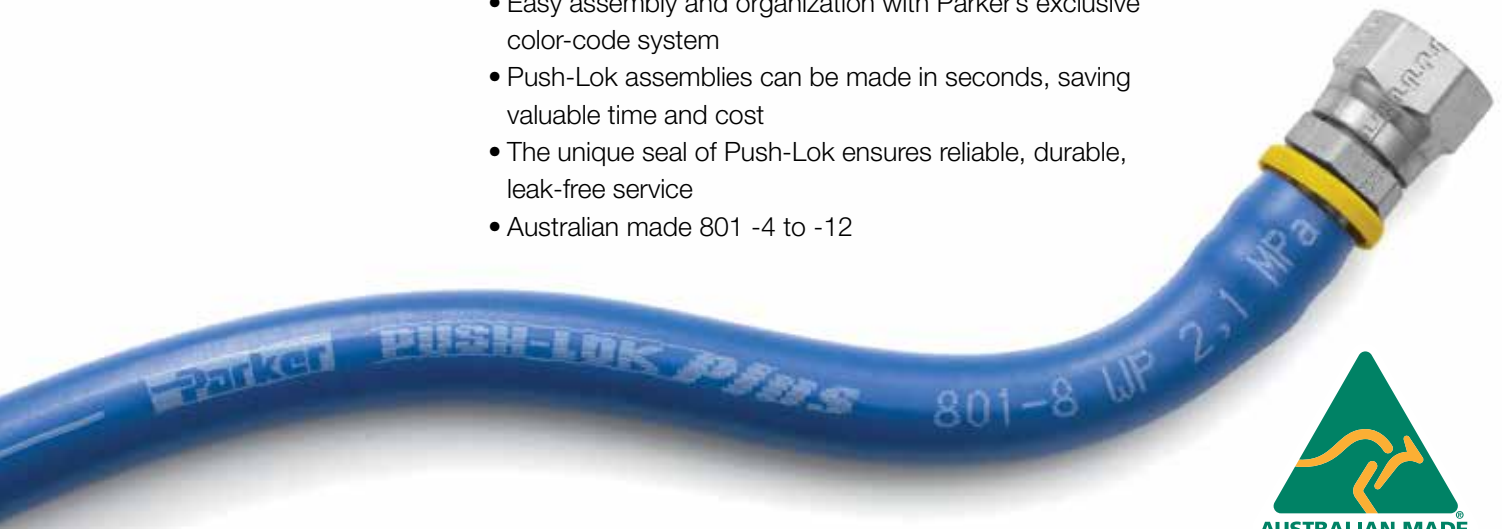 • Easy assembly and organization with Parker's exclusive
color-code system
• Push-Lok assemblies can be made in seconds, saving
valuable time and cost
• The unique seal of Push-Lok ensures reliable, durable,
leak-free service
• Australian made 801 -4 to -12
Parker PUSH-LOK Plus 801-8 WP 2,1 MPa
AUSTRALIAN MADE
®